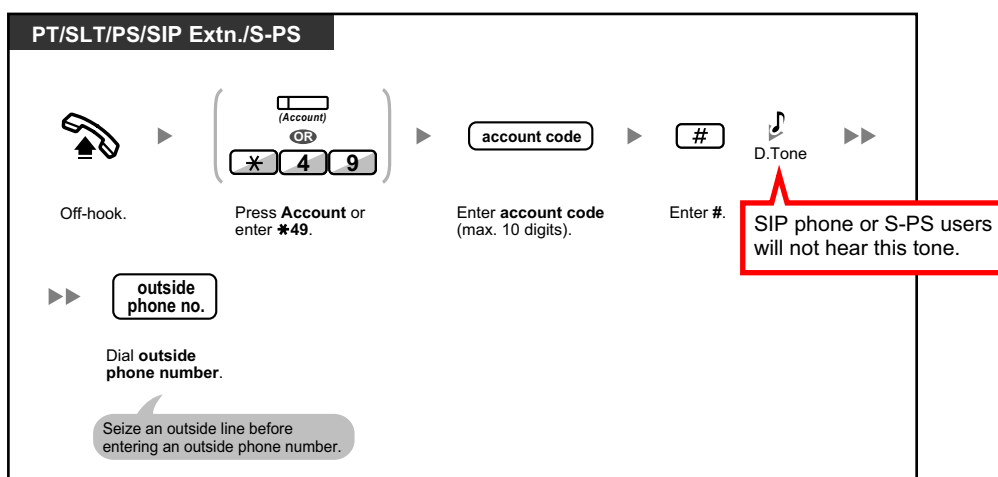 PT/SLT/PS/SIP Extn./S-PS
(Account)
OR
✱ 4 9
account code
#
D.Tone
Off-hook.
Press Account or
enter ✱49.
Enter account code
(max. 10 digits).
Enter #.
SIP phone or S-PS users
will not hear this tone.
outside
phone no.
Dial outside
phone number.
Seize an outside line before
entering an outside phone number.